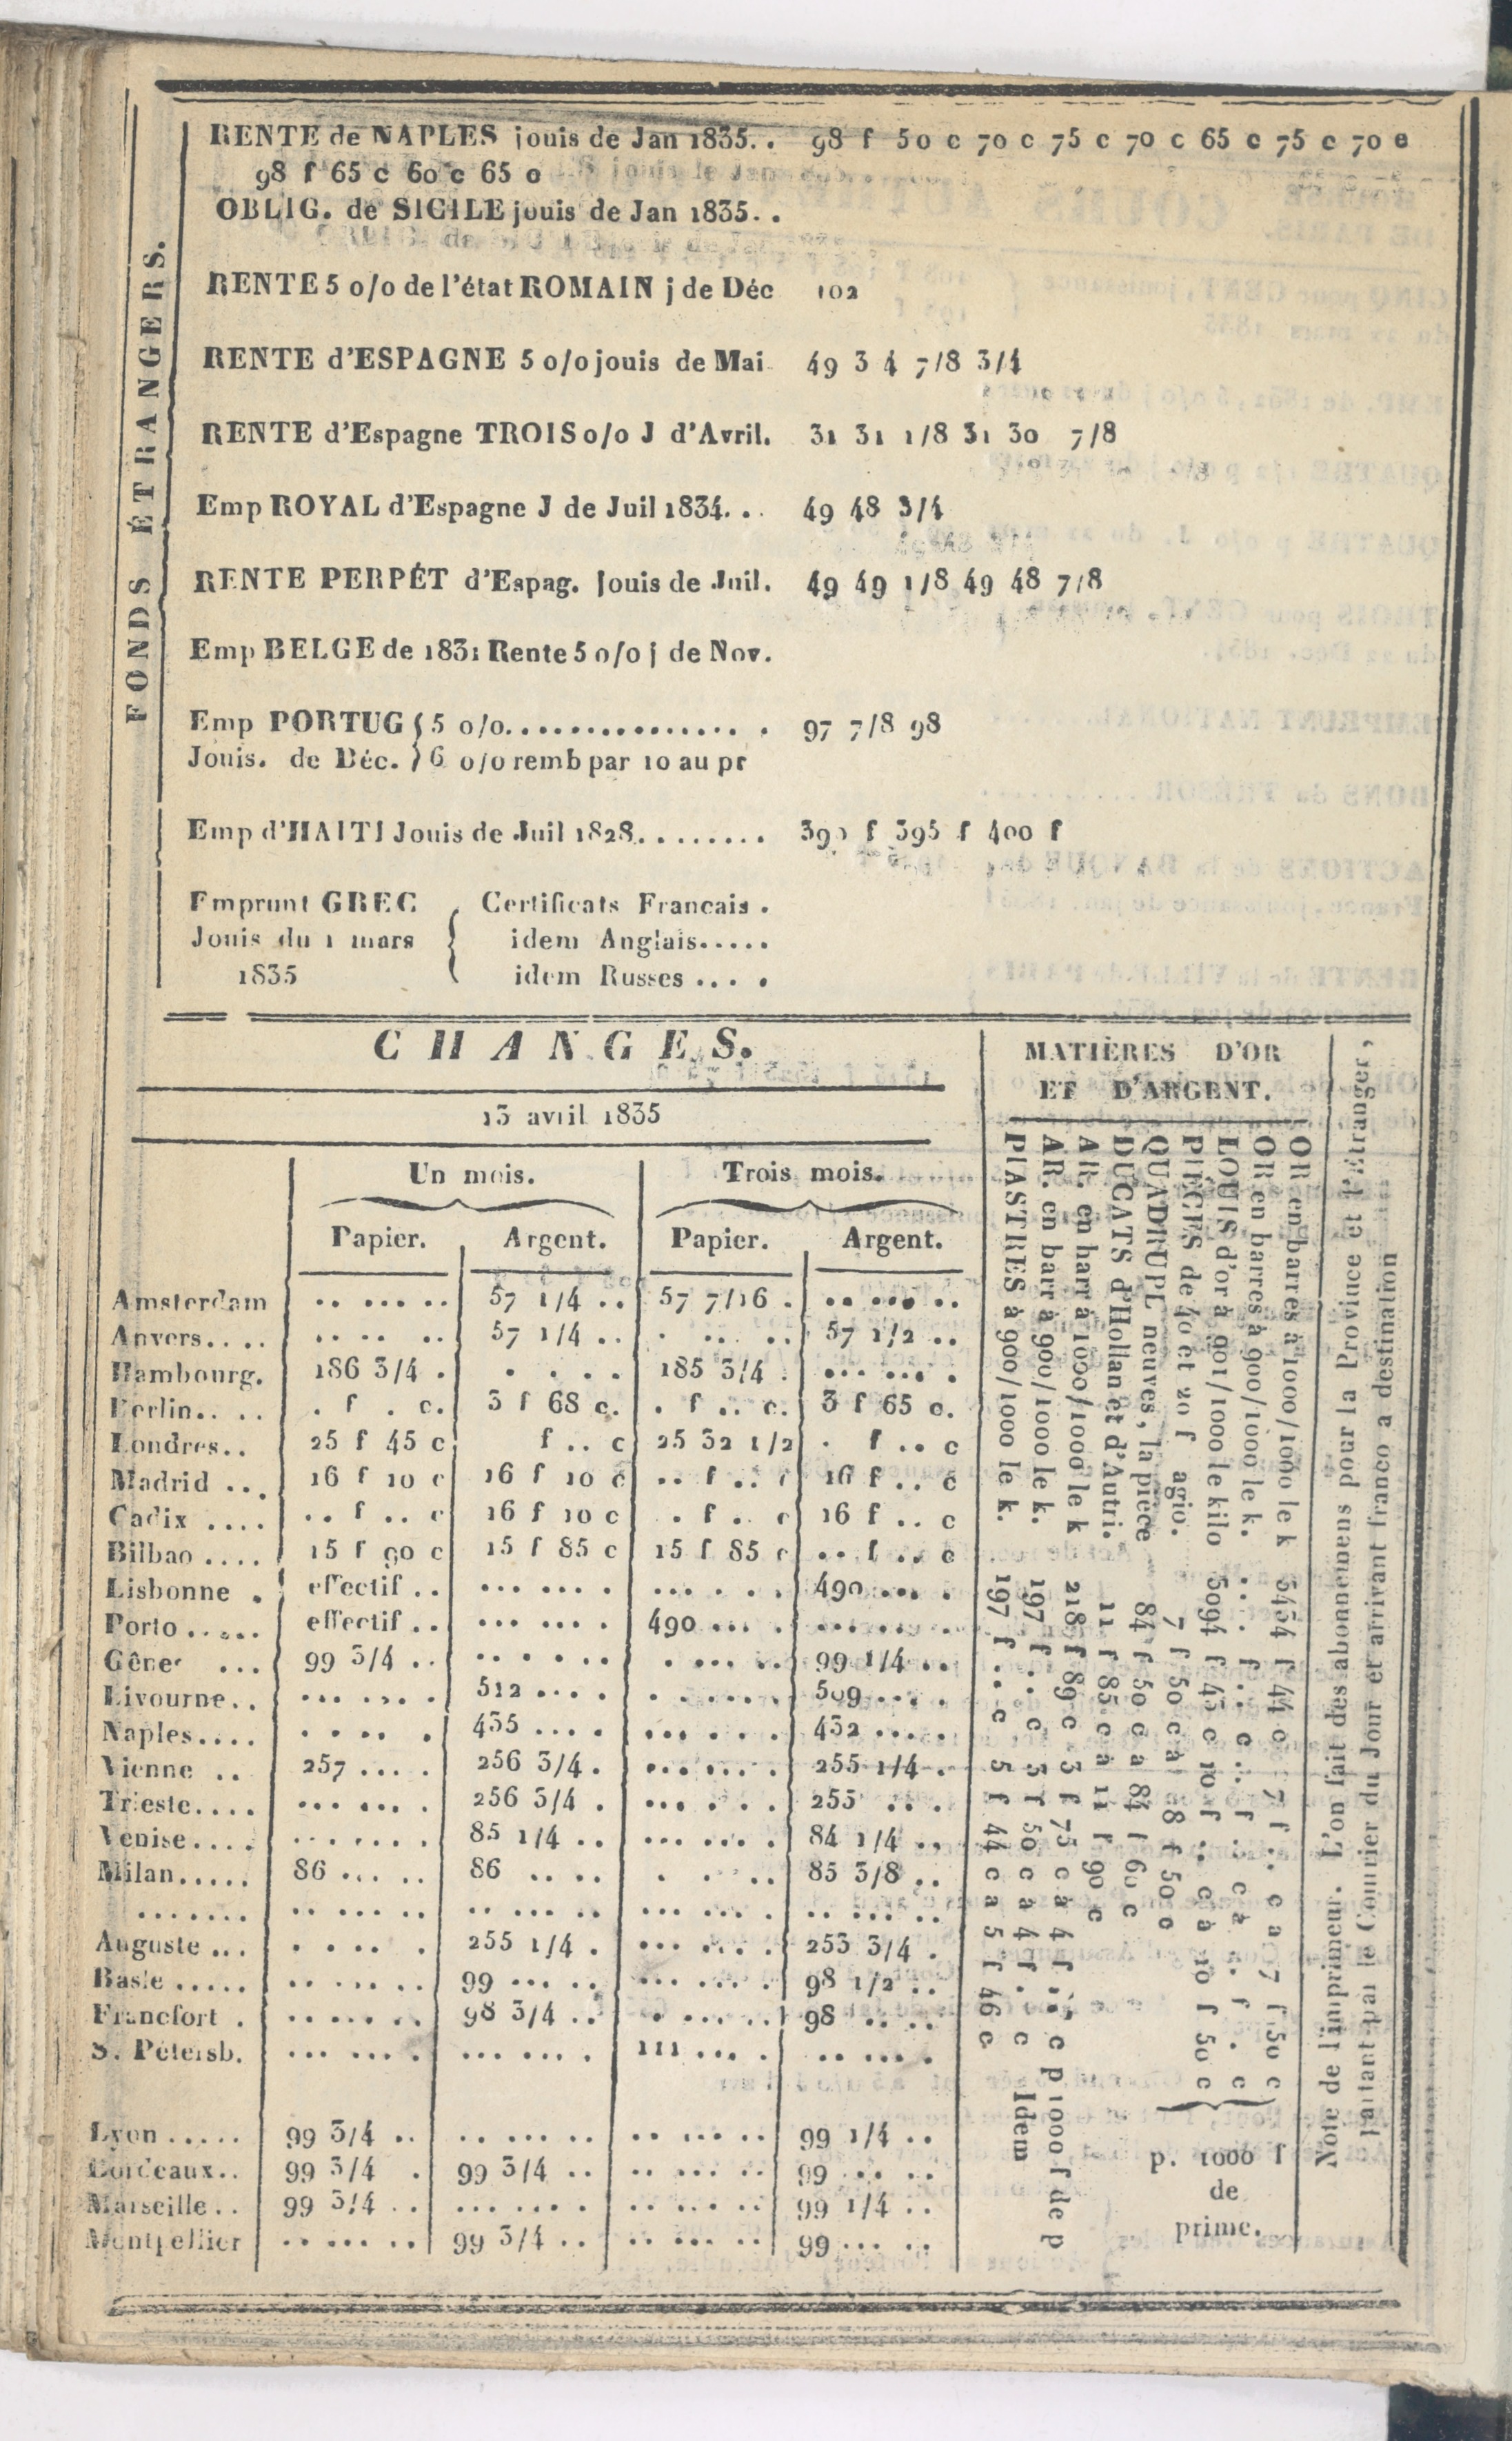 FONDS ÉTRANGERS.
RENTE de NAPLES jouis de Jan 1835. . 98 f 50 c 70 c 75 c 70 c 65 c 75 c 70 c
98 f 65 c 60 c 65 c
OBLIG. de SICILE jouis de Jan 1835. .
RENTE 5 o/o de l'état ROMAIN j de Déc 102
RENTE d'ESPAGNE 5 o/o jouis de Mai 49 3 4 7/8 3/4
RENTE d'Espagne TROIS o/o J d'Avril. 31 31 1/8 31 30 7/8
Emp ROYAL d'Espagne J de Juil 1834. . . 49 48 3/4
RENTE PERPÉT d'Espag. Jouis de Juil. 49 49 1/8 49 48 7/8
Emp BELGE de 1831 Rente 5 o/o j de Nov.
Emp PORTUG { 5 o/o. . . . . . . . . . . . . . . . 97 7/8 98
Jouis. de Déc. } 6 o/o remb par 10 au pr
Emp d'HAITI Jouis de Juil 1828. . . . . . . . 390 f 395 f 400 f
Emprunt GREC { Certificats Francais .
Jouis du 1 mars idem Anglais.....
1835 idem Russes ... .
CHANGES.
13 avril 1835
Un mois. Trois mois.
Papier. Argent. Papier. Argent.
Amsterdam .. ... .. 57 1/4 .. 57 7/16 . .. ... ..
Anvers.... .. .. .. 57 1/4 .. . .. .. 57 1/2 ..
Hambourg. 186 3/4 . . . . . 185 3/4 . ... ... .
Berlin.. .. . f . c. 3 f 68 c. . f .. c. 3 f 65 c.
Londres.. 25 f 45 c f .. c 25 32 1/2 . f .. c
Madrid ... 16 f 10 c 16 f 10 c .. f .. c 16 f .. c
Cadix .... .. f .. c 16 f 10 c . f .. c 16 f .. c
Bilbao .... 15 f 90 c 15 f 85 c 15 f 85 c .. f .. c
Lisbonne . effectif .. ... ... . ... . . . 490 ... .
Porto ..... effectif .. ... ... . 490 ... . ... ... .
Gênes ... 99 3/4 .. .. . . .. . ... .. 99 1/4 ..
Livourne.. ... ... . 512 ... . . ... . . 509 ... .
Naples.... . . .. . 435 .... ... . . . 432 ....
Vienne .. 257 ... . 256 3/4 . ... ... . 255 1/4 .
Trieste.... ... ... . 256 3/4 . ... . . . 255 .. .
Venise.... ... ... . 85 1/4 .. ... ... . 84 1/4 ..
Milan..... 86 ... .. 86 .. .. . . .. 85 3/8 ..
....... .. ... .. .. ... .. ... ... . .. ... ..
Auguste ... . . .. . 255 1/4 . ... ... . 253 3/4 .
Basle ..... .. ... .. 99 ... .. ... ... . 98 1/2 ..
Francfort . .. ... .. 98 3/4 .. . ... .. 98 .. ..
S. Pétersb. ... ... . ... ... . 111 ... . .. ... .
Lyon ..... 99 3/4 .. .. ... .. .. ... .. 99 1/4 ..
Bordeaux.. 99 3/4 . 99 3/4 .. .. ... .. 99 .. ..
Marseille.. 99 3/4 .. ... ... . .. ... .. 99 1/4 ..
Montpellier .. ... .. 99 3/4 .. .. ... .. 99 ... ..
MATIÈRES D'OR
ET D'ARGENT.
OR en barres à 1000/1000 le k 3434 f 44 c 7 f .. c a 7 f 50 c
OR en barres à 900/1000 le k. ... f .. c .. f .. c à .. f . c
LOUIS d'or à 901/1000 le kilo 3094 f 43 c 10 f .. c à 10 f 50 c
PIÈCES de 40 et 20 f agio. 7 f 50 c a 8 f 50 c
QUADRUPL neuves, la pièce 84 f 50 c a 84 f 60 c
DUCATS d'Hollan et d'Autri. 11 f 85 c à 11 f 90 c
AR. en barr à 1000/1000 le k 218 f 89 c 3 f 75 c à 4 f .. c p 1000 f de p
AR. en barr à 900/1000 le k. 197 f .. c 3 f 50 c à 4 f . c Idem
PIASTRES à 900/1000 le k. 197 f .. c 5 f 44 c a 5 f 46 c
p. 1000 f
de
prime.
Note de l'imprimeur. L'on fait des abonnemens pour la Province et l'Étranger,
partant par le Courier du Jour et arrivant franco a destination